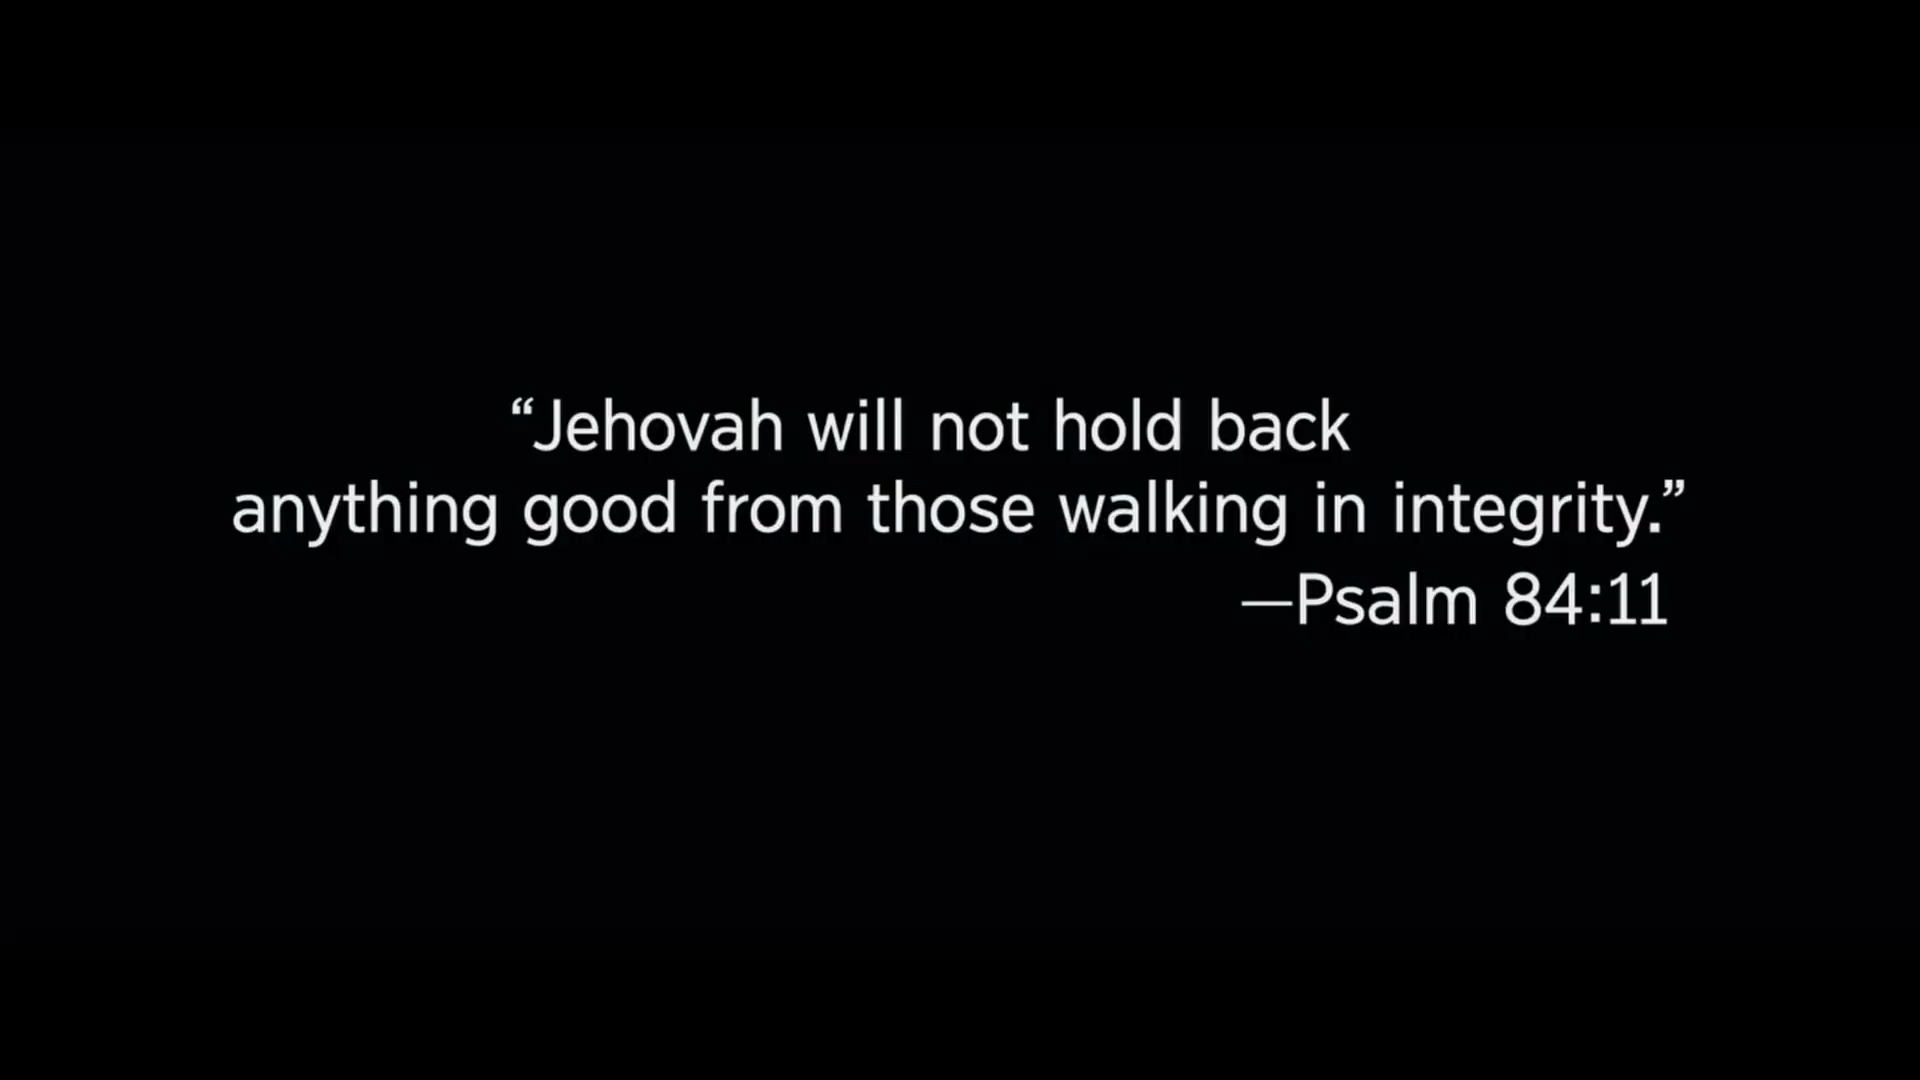 “Jehovah will not hold back
anything good from those walking in integrity.”
—Psalm 84:11